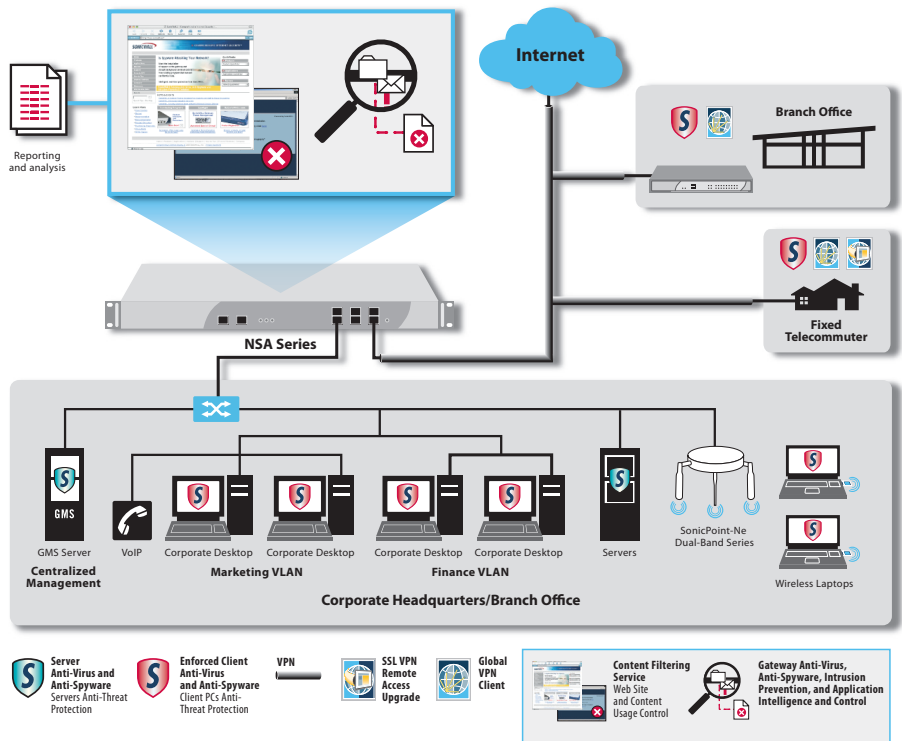 Internet
Reporting
and analysis
SONICWALL
Branch Office
S
S
Fixed
Telecommuter
NSA Series
S
GMS
S
S
S
S
S
S
S
GMS Server
VoIP
Corporate Desktop
Corporate Desktop
Corporate Desktop
Corporate Desktop
Servers
SonicPoint-Ne
Dual-Band Series
Centralized
Management
Marketing VLAN
Finance VLAN
Wireless Laptops
Corporate Headquarters/Branch Office
S
Server
Anti-Virus and
Anti-Spyware
Servers Anti-Threat
Protection
S
Enforced Client
Anti-Virus
and Anti-Spyware
Client PCs Anti-
Threat Protection
VPN
SSL VPN
Remote
Access
Upgrade
Global
VPN
Client
Content Filtering
Service
Web Site
and Content
Usage Control
Gateway Anti-Virus,
Anti-Spyware, Intrusion
Prevention, and Application
Intelligence and Control